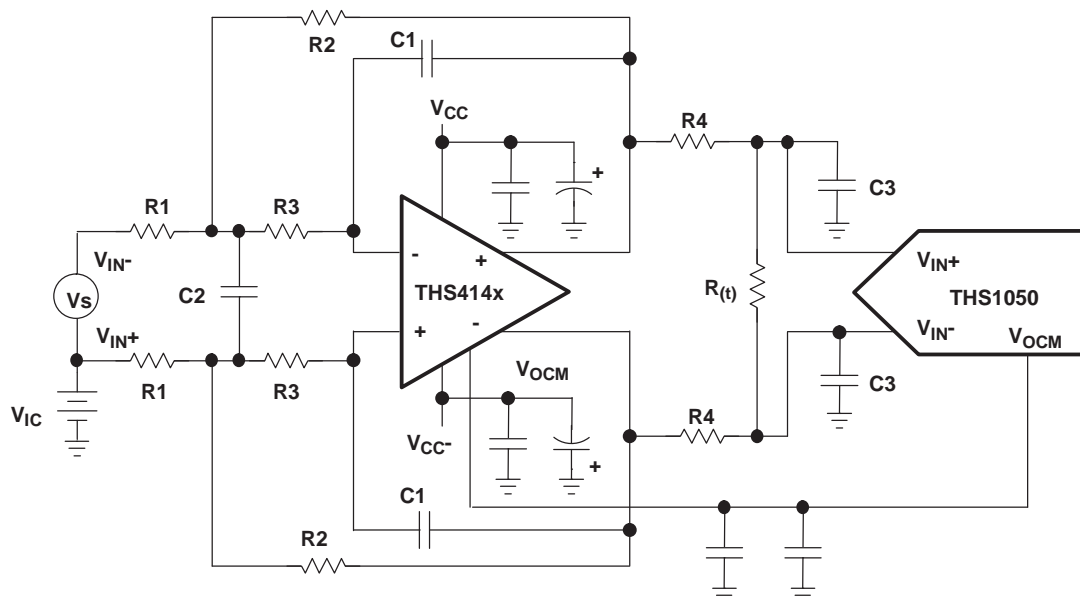 R2
C1
VCC
R4
C3
R1
R3
VIN-
-
+
VIN+
Vs
C2
THS414x
R(t)
THS1050
VIN+
+
-
VIN-
VOCM
R1
R3
VOCM
C3
VIC
R4
VCC-
+
C1
R2
+